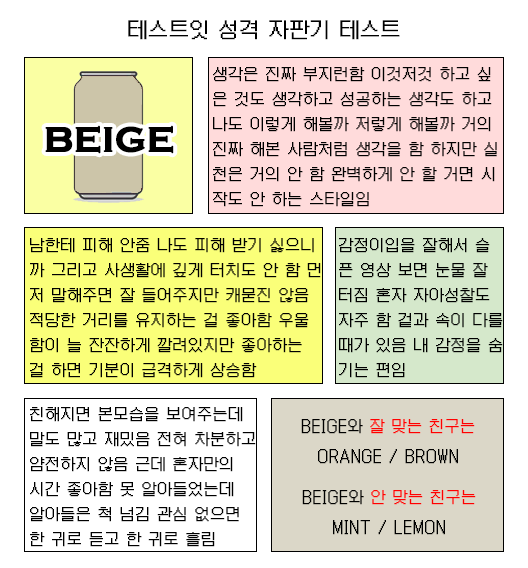 테스트잇 성격 자판기 테스트
BEIGE
생각은 진짜 부지런함 이것저것 하고 싶
은 것도 생각하고 성공하는 생각도 하고
나도 이렇게 해볼까 저렇게 해볼까 거의
진짜 해본 사람처럼 생각을 함 하지만 실
천은 거의 안 함 완벽하게 안 할 거면 시
작도 안 하는 스타일임
남한테 피해 안줌 나도 피해 받기 싫으니
까 그리고 사생활에 깊게 터치도 안 함 먼
저 말해주면 잘 들어주지만 캐묻진 않음
적당한 거리를 유지하는 걸 좋아함 우울
함이 늘 잔잔하게 깔려있지만 좋아하는
걸 하면 기분이 급격하게 상승함
감정이입을 잘해서 슬
픈 영상 보면 눈물 잘
터짐 혼자 자아성찰도
자주 함 겉과 속이 다를
때가 있음 내 감정을 숨
기는 편임
친해지면 본모습을 보여주는데
말도 많고 재밌음 전혀 차분하고
얌전하지 않음 근데 혼자만의
시간 좋아함 못 알아들었는데
알아들은 척 넘김 관심 없으면
한 귀로 듣고 한 귀로 흘림
BEIGE와 잘 맞는 친구는
ORANGE / BROWN
BEIGE와 안 맞는 친구는
MINT / LEMON